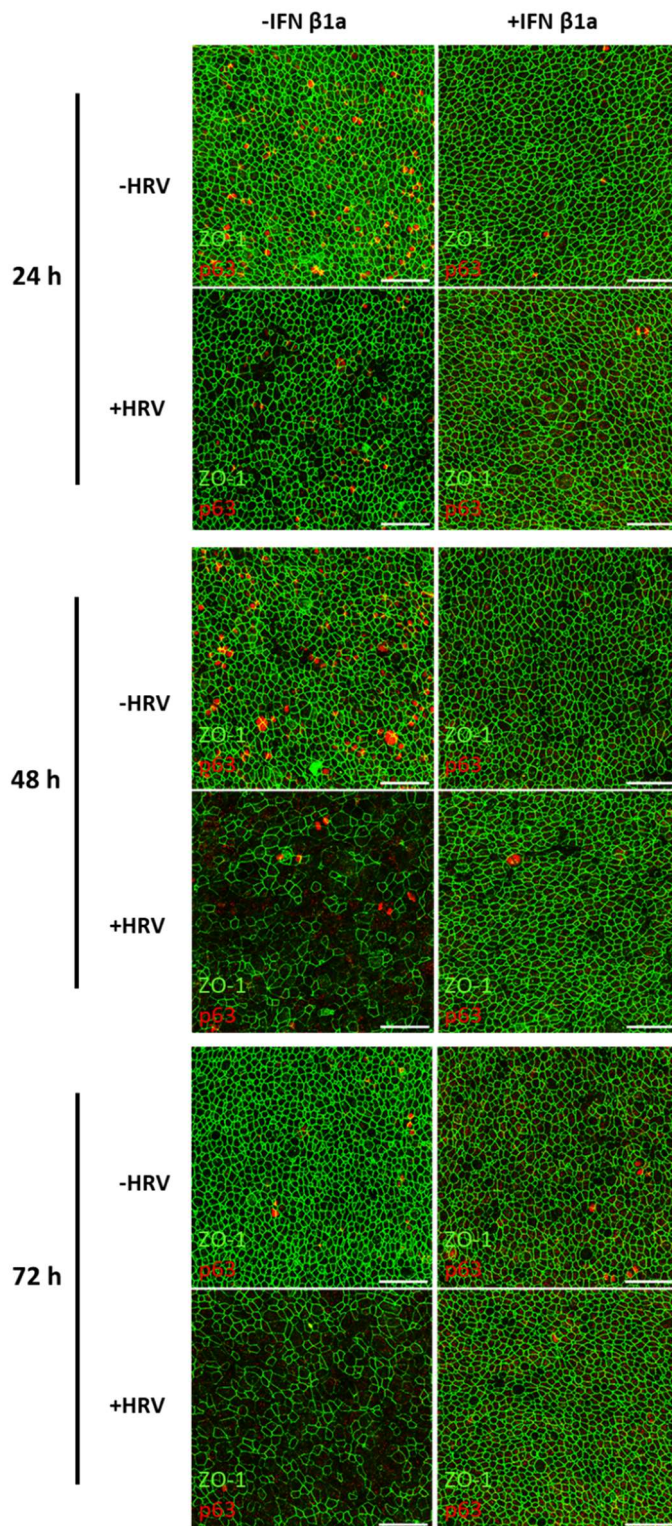 -IFN β1a +IFN β1a
24 h
-HRV
ZO-1 ZO-1
p63 p63
+HRV
ZO-1 ZO-1
p63 p63
48 h
-HRV
ZO-1 ZO-1
p63 p63
+HRV
ZO-1 ZO-1
p63 p63
72 h
-HRV
ZO-1 ZO-1
p63 p63
+HRV
ZO-1 ZO-1
p63 p63